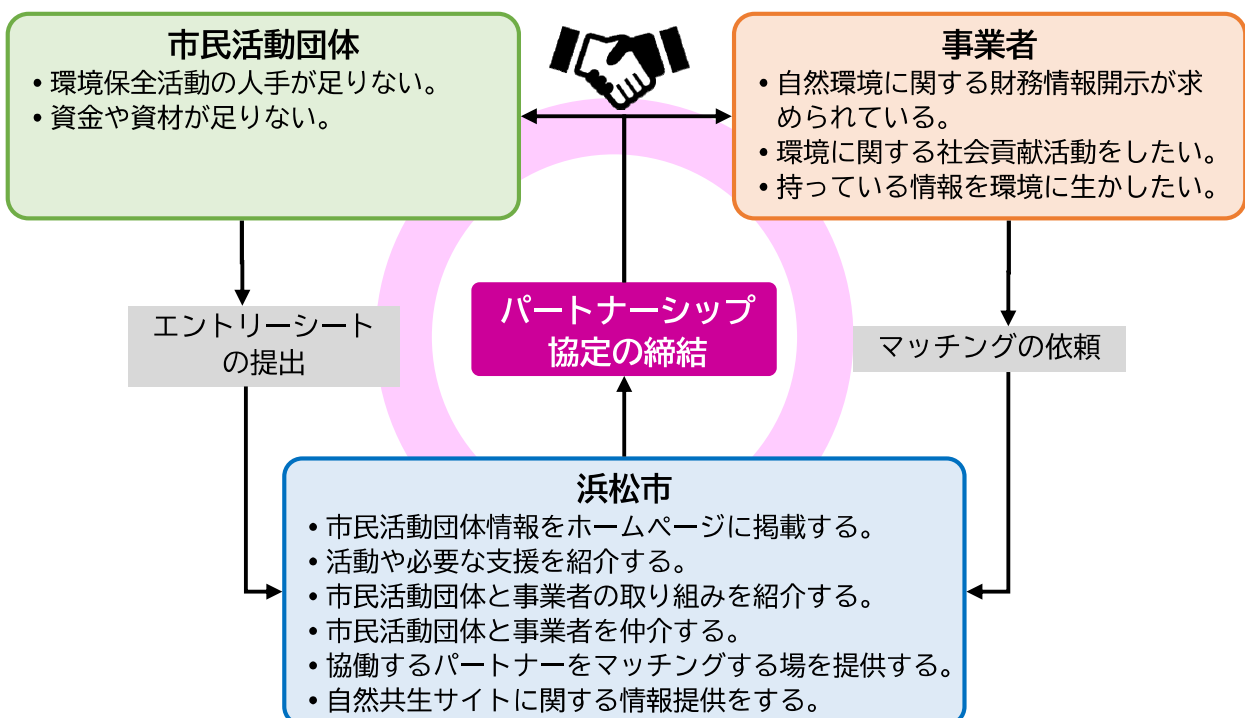 市民活動団体
• 環境保全活動の人手が足りない。
• 資金や資材が足りない。
事業者
• 自然環境に関する財務情報開示が求
められている。
• 環境に関する社会貢献活動をしたい。
• 持っている情報を環境に生かしたい。
エントリーシート
の提出
パートナーシップ
協定の締結
マッチングの依頼
浜松市
• 市民活動団体情報をホームページに掲載する。
• 活動や必要な支援を紹介する。
• 市民活動団体と事業者の取り組みを紹介する。
• 市民活動団体と事業者を仲介する。
• 協働するパートナーをマッチングする場を提供する。
• 自然共生サイトに関する情報提供をする。